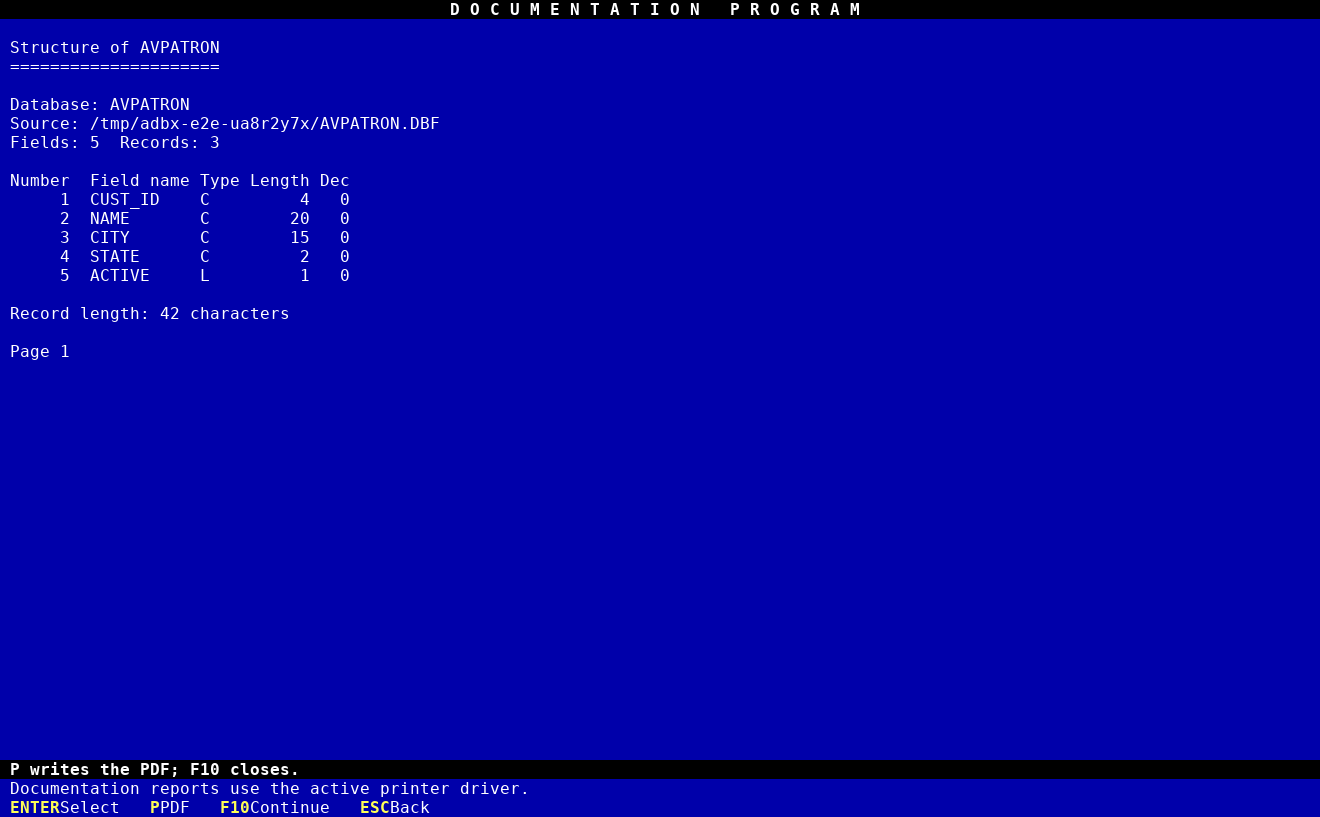 D O C U M E N T A T I O N   P R O G R A M
Structure of AVPATRON
=====================
Database: AVPATRON
Source: /tmp/adbx-e2e-ua8r2y7x/AVPATRON.DBF
Fields: 5  Records: 3
Number  Field name Type Length Dec
     1  CUST_ID    C         4   0
     2  NAME       C        20   0
     3  CITY       C        15   0
     4  STATE      C         2   0
     5  ACTIVE     L         1   0
Record length: 42 characters
Page 1
P writes the PDF; F10 closes.
Documentation reports use the active printer driver.
ENTERSelect   PPDF   F10Continue   ESCBack